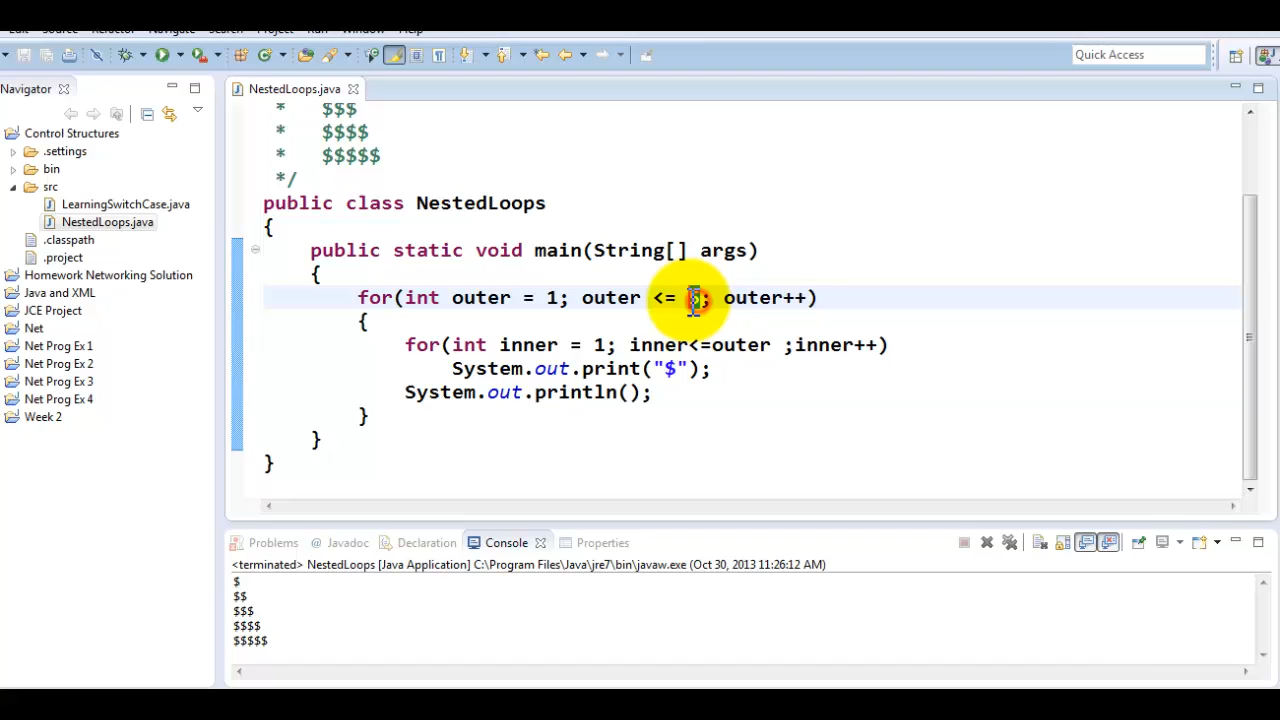 Quick Access
Navigator
NestedLoops.java
Control Structures
.settings
bin
src
LearningSwitchCase.java
NestedLoops.java
.classpath
.project
Homework Networking Solution
Java and XML
JCE Project
Net
Net Prog Ex 1
Net Prog Ex 2
Net Prog Ex 3
Net Prog Ex 4
Week 2
* $$$
* $$$$
* $$$$$
*/
public class NestedLoops
{
public static void main(String[] args)
{
for(int outer = 1; outer <= ; outer++)
{
for(int inner = 1; inner<=outer ;inner++)
System.out.print("$");
System.out.println();
}
}
}
Problems @ Javadoc Declaration Console Properties
<terminated> NestedLoops [Java Application] C:\Program Files\Java\jre7\bin\javaw.exe (Oct 30, 2013 11:26:12 AM)
$
$$
$$$
$$$$
$$$$$